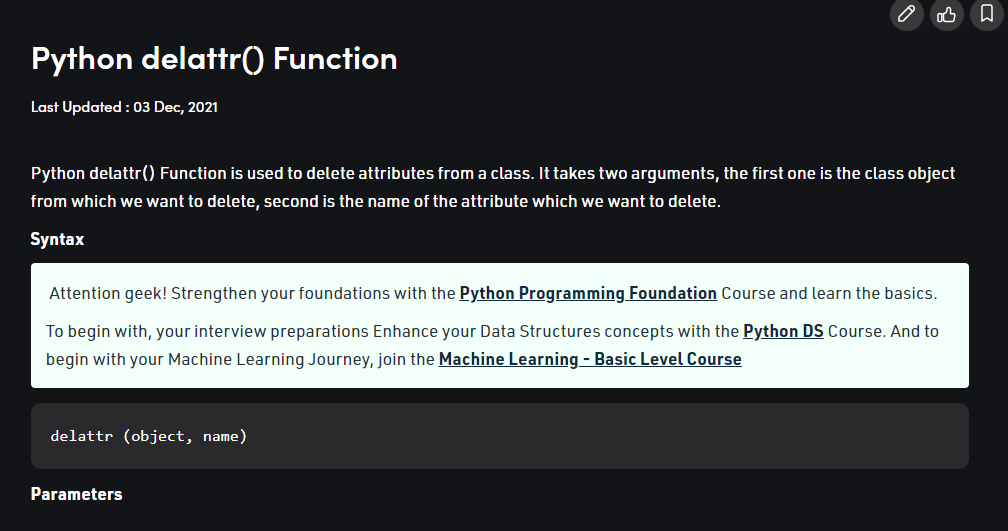 Python delattr() Function
Last Updated : 03 Dec, 2021
Python delattr() Function is used to delete attributes from a class. It takes two arguments, the first one is the class object
from which we want to delete, second is the name of the attribute which we want to delete.
Syntax
Attention geek! Strengthen your foundations with the Python Programming Foundation Course and learn the basics.
To begin with, your interview preparations Enhance your Data Structures concepts with the Python DS Course. And to
begin with your Machine Learning Journey, join the Machine Learning - Basic Level Course
delattr (object, name)
Parameters